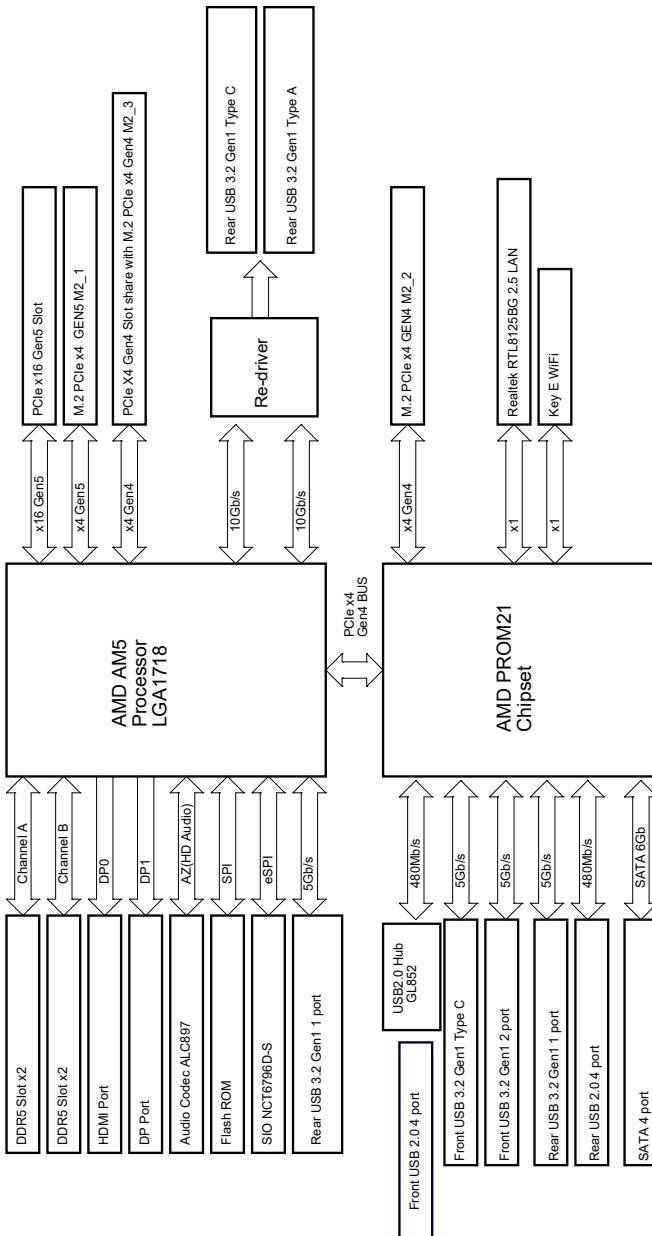 DDR5 Slot x2
DDR5 Slot x2
HDMI Port
DP Port
Audio Codec ALC897
Flash ROM
SIO NCT6796D-S
Rear USB 3.2 Gen1 1 port
Channel A
Channel B
DP0
DP1
AZ(HD Audio)
SPI
eSPI
5Gb/s
AMD AM5
Processor
LGA1718
x16 Gen5
x4 Gen5
x4 Gen4
10Gb/s
10Gb/s
PCIe x16 Gen5 Slot
M.2 PCIe x4 GEN5 M2_1
PCIe X4 Gen4 Slot share with M.2 PCIe x4 Gen4 M2_3
Re-driver
Rear USB 3.2 Gen1 Type C
Rear USB 3.2 Gen1 Type A
PCIe x4
Gen4 BUS
Front USB 2.0 4 port
USB2.0 Hub
GL852
Front USB 3.2 Gen1 Type C
Front USB 3.2 Gen1 2 port
Rear USB 3.2 Gen1 1 port
Rear USB 2.0 4 port
SATA 4 port
480Mb/s
5Gb/s
5Gb/s
5Gb/s
480Mb/s
SATA 6Gb
AMD PROM21
Chipset
x4 Gen4
x1
x1
M.2 PCIe x4 GEN4 M2_2
Realtek RTL8125BG 2.5 LAN
Key E WiFi